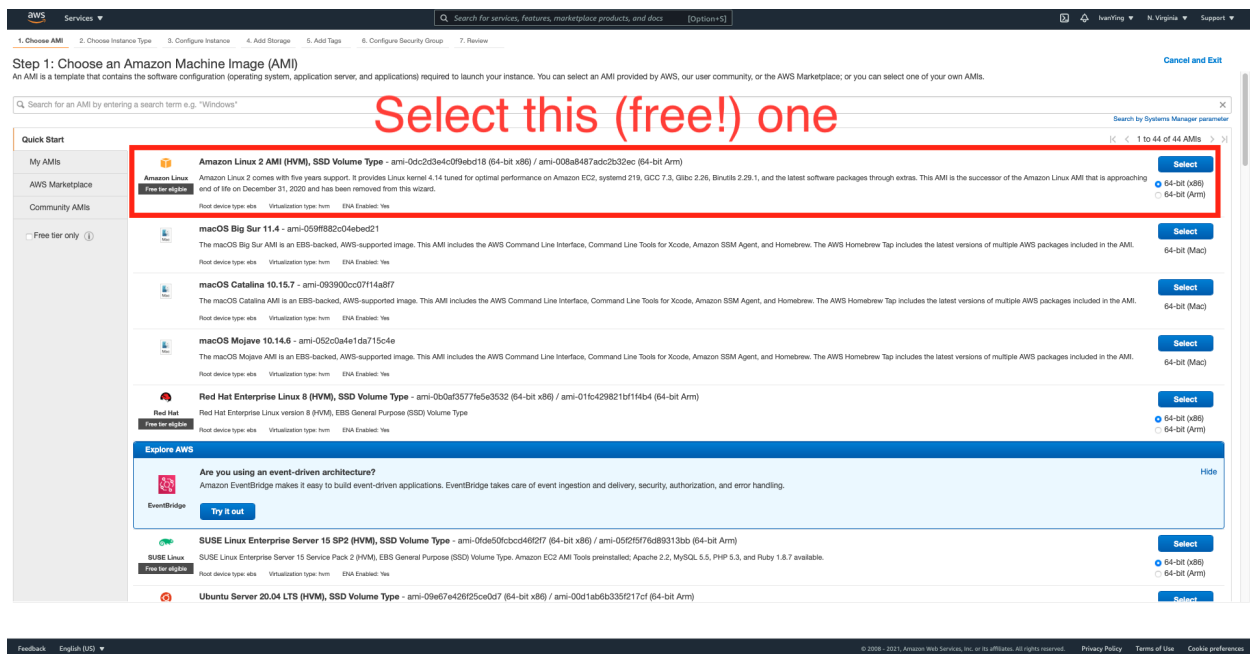 aws Services ▼ Search for services, features, marketplace products, and docs [Option+S] IvanYing ▼ N. Virginia ▼ Support ▼
1. Choose AMI 2. Choose Instance Type 3. Configure Instance 4. Add Storage 5. Add Tags 6. Configure Security Group 7. Review
Step 1: Choose an Amazon Machine Image (AMI) Cancel and Exit
An AMI is a template that contains the software configuration (operating system, application server, and applications) required to launch your instance. You can select an AMI provided by AWS, our user community, or the AWS Marketplace; or you can select one of your own AMIs.
Search for an AMI by entering a search term e.g. "Windows"
Select this (free!) one
Search by Systems Manager parameter
Quick Start
1 to 44 of 44 AMIs
My AMIs
AWS Marketplace
Community AMIs
Free tier only
Amazon Linux
Free tier eligible
Amazon Linux 2 AMI (HVM), SSD Volume Type - ami-0dc2d3e4c0f9ebd18 (64-bit x86) / ami-008a8487adc2b32ec (64-bit Arm)
Amazon Linux 2 comes with five years support. It provides Linux kernel 4.14 tuned for optimal performance on Amazon EC2, systemd 219, GCC 7.3, Glibc 2.26, Binutils 2.29.1, and the latest software packages through extras. This AMI is the successor of the Amazon Linux AMI that is approaching
end of life on December 31, 2020 and has been removed from this wizard.
Root device type: ebs Virtualization type: hvm ENA Enabled: Yes
Select
64-bit (x86)
64-bit (Arm)
Mac
macOS Big Sur 11.4 - ami-059ff882c04ebed21
The macOS Big Sur AMI is an EBS-backed, AWS-supported image. This AMI includes the AWS Command Line Interface, Command Line Tools for Xcode, Amazon SSM Agent, and Homebrew. The AWS Homebrew Tap includes the latest versions of multiple AWS packages included in the AMI.
Root device type: ebs Virtualization type: hvm ENA Enabled: Yes
Select
64-bit (Mac)
Mac
macOS Catalina 10.15.7 - ami-093900cc07f14a8f7
The macOS Catalina AMI is an EBS-backed, AWS-supported image. This AMI includes the AWS Command Line Interface, Command Line Tools for Xcode, Amazon SSM Agent, and Homebrew. The AWS Homebrew Tap includes the latest versions of multiple AWS packages included in the AMI.
Root device type: ebs Virtualization type: hvm ENA Enabled: Yes
Select
64-bit (Mac)
Mac
macOS Mojave 10.14.6 - ami-052c0a4e1da715c4e
The macOS Mojave AMI is an EBS-backed, AWS-supported image. This AMI includes the AWS Command Line Interface, Command Line Tools for Xcode, Amazon SSM Agent, and Homebrew. The AWS Homebrew Tap includes the latest versions of multiple AWS packages included in the AMI.
Root device type: ebs Virtualization type: hvm ENA Enabled: Yes
Select
64-bit (Mac)
Red Hat
Free tier eligible
Red Hat Enterprise Linux 8 (HVM), SSD Volume Type - ami-0b0af3577fe5e3532 (64-bit x86) / ami-01fc429821bf1f4b4 (64-bit Arm)
Red Hat Enterprise Linux version 8 (HVM), EBS General Purpose (SSD) Volume Type
Root device type: ebs Virtualization type: hvm ENA Enabled: Yes
Select
64-bit (x86)
64-bit (Arm)
Explore AWS
EventBridge
Are you using an event-driven architecture? Hide
Amazon EventBridge makes it easy to build event-driven applications. EventBridge takes care of event ingestion and delivery, security, authorization, and error handling.
Try it out
SUSE Linux
Free tier eligible
SUSE Linux Enterprise Server 15 SP2 (HVM), SSD Volume Type - ami-0fde50fcbcd46f2f7 (64-bit x86) / ami-05f2f5f76d89313bb (64-bit Arm)
SUSE Linux Enterprise Server 15 Service Pack 2 (HVM), EBS General Purpose (SSD) Volume Type. Amazon EC2 AMI Tools preinstalled; Apache 2.2, MySQL 5.5, PHP 5.3, and Ruby 1.8.7 available.
Root device type: ebs Virtualization type: hvm ENA Enabled: Yes
Select
64-bit (x86)
64-bit (Arm)
Ubuntu Server 20.04 LTS (HVM), SSD Volume Type - ami-09e67e426f25ce0d7 (64-bit x86) / ami-00d1ab6b335f217cf (64-bit Arm)
Select
Feedback English (US) ▼ © 2008 - 2021, Amazon Web Services, Inc. or its affiliates. All rights reserved. Privacy Policy Terms of Use Cookie preferences